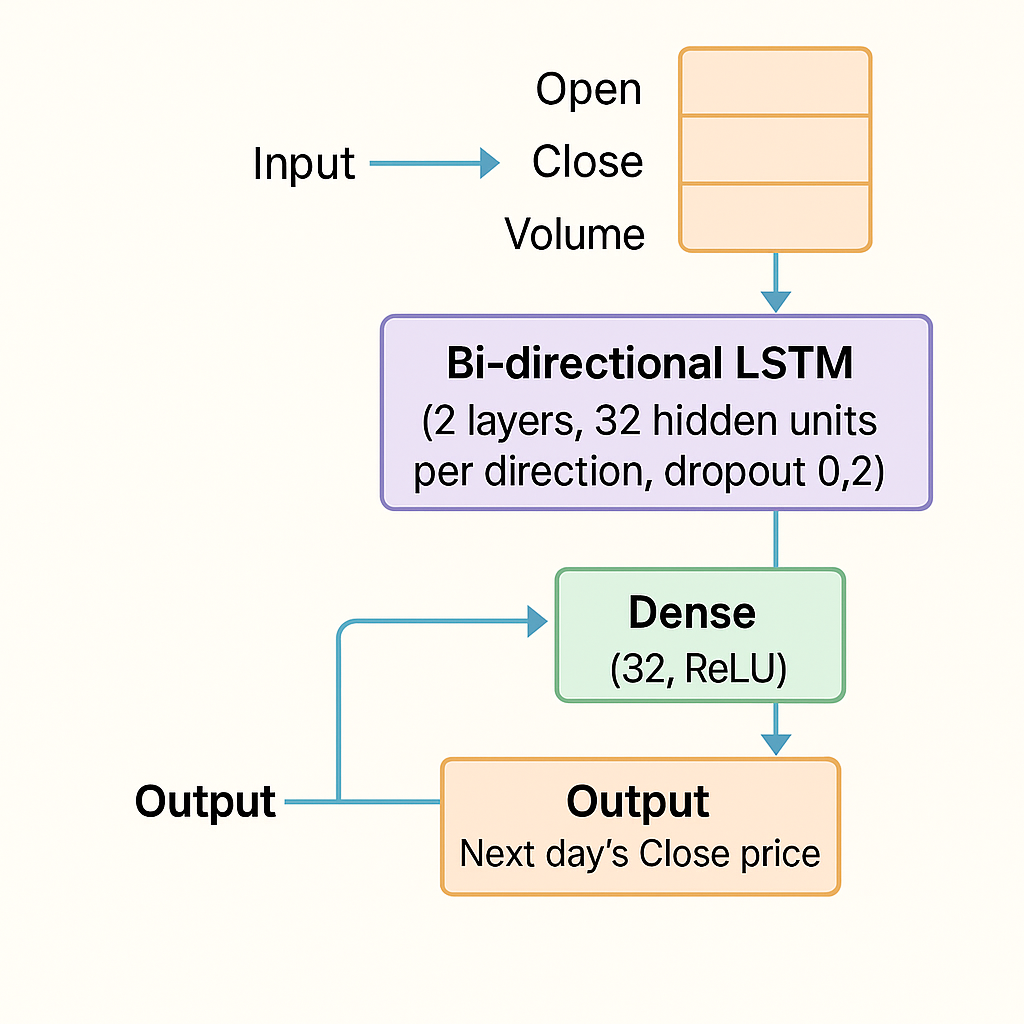 Open
Input
Close
Volume
Bi-directional LSTM
(2 layers, 32 hidden units
per direction, dropout 0,2)
Dense
(32, ReLU)
Output
Output
Next day’s Close price